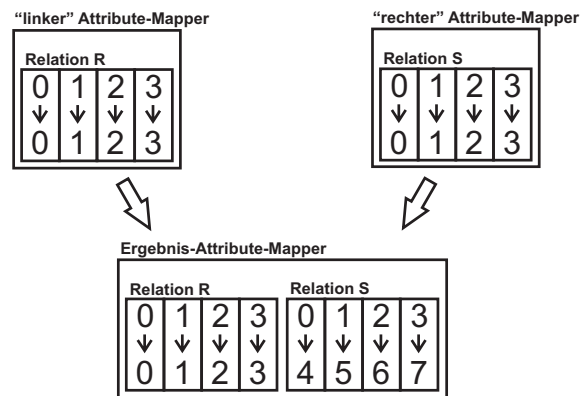 “linker” Attribute-Mapper
Relation R
0 1 2 3
0 1 2 3
“rechter” Attribute-Mapper
Relation S
0 1 2 3
0 1 2 3
Ergebnis-Attribute-Mapper
Relation R
0 1 2 3
0 1 2 3
Relation S
0 1 2 3
4 5 6 7